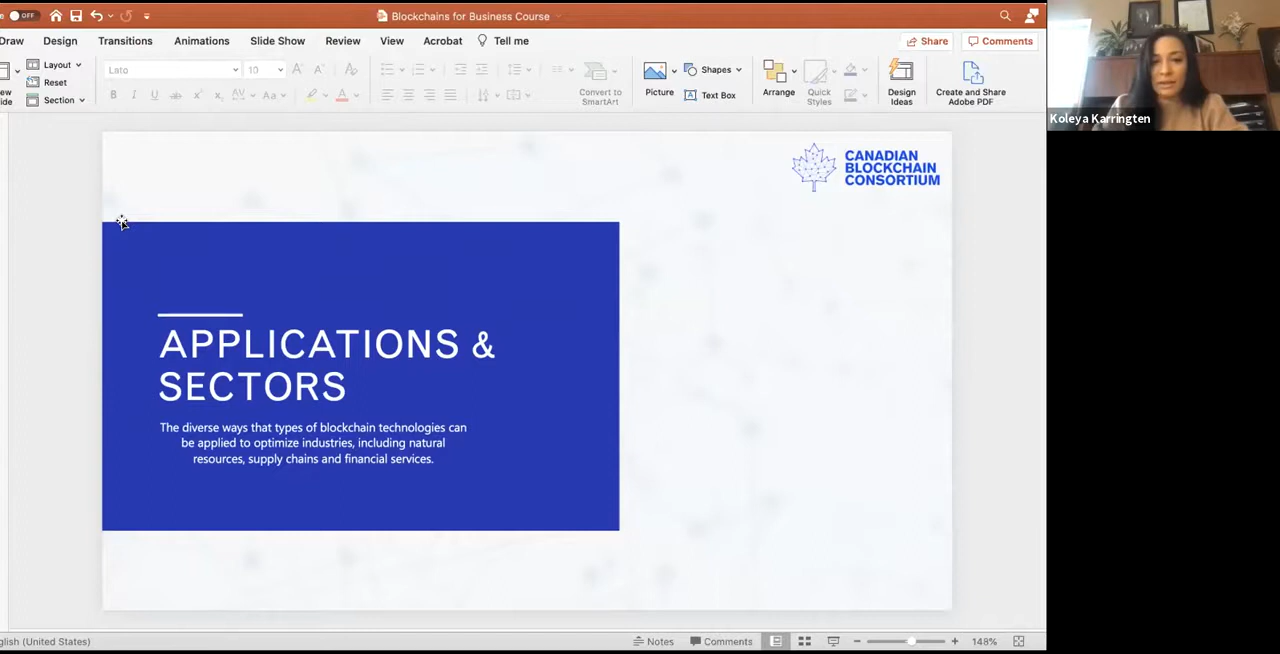 OFF
Blockchains for Business Course
Draw
Design
Transitions
Animations
Slide Show
Review
View
Acrobat
Tell me
Share
Comments
Layout
Reset
Section
Lato
10
Convert to
SmartArt
Picture
Shapes
Text Box
Arrange
Quick
Styles
Design
Ideas
Create and Share
Adobe PDF
Koleya Karringten
CANADIAN
BLOCKCHAIN
CONSORTIUM
APPLICATIONS &
SECTORS
The diverse ways that types of blockchain technologies can
be applied to optimize industries, including natural
resources, supply chains and financial services.
glish (United States)
Notes
Comments
148%